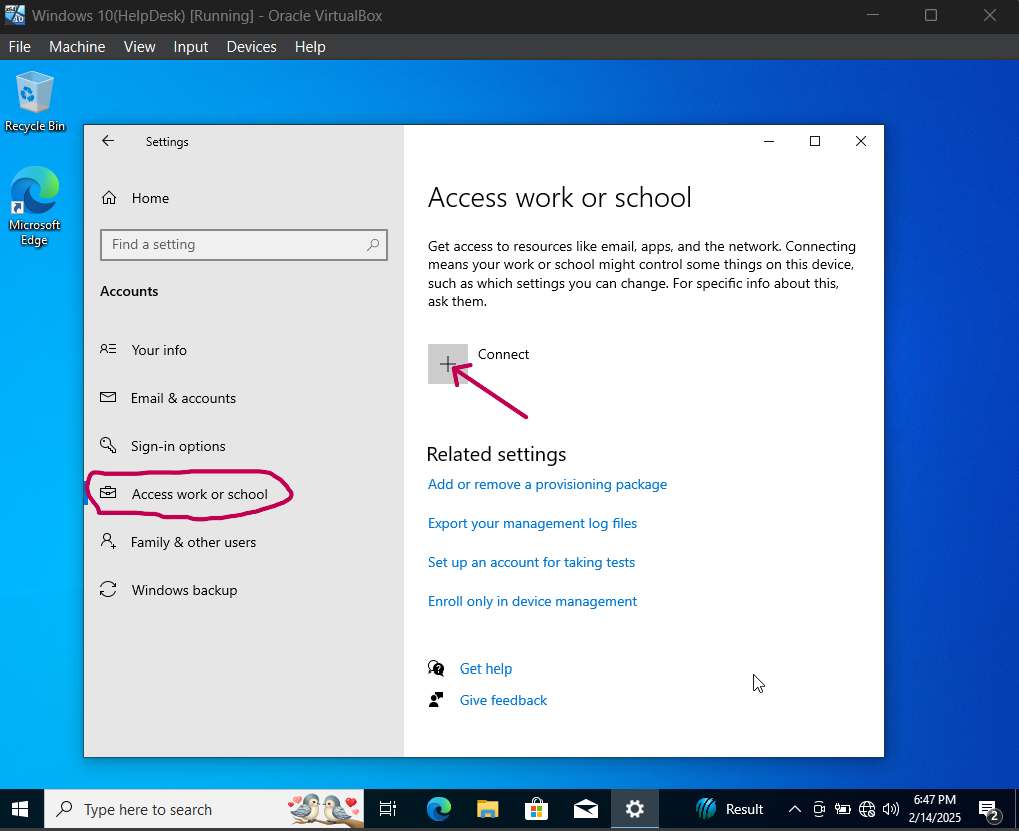 Windows 10(HelpDesk) [Running] - Oracle VirtualBox
File Machine View Input Devices Help
Recycle Bin
Microsoft
Edge
Settings
Home
Find a setting
Accounts
Your info
Email & accounts
Sign-in options
Access work or school
Family & other users
Windows backup
Access work or school
Get access to resources like email, apps, and the network. Connecting
means your work or school might control some things on this device,
such as which settings you can change. For specific info about this,
ask them.
Connect
Related settings
Add or remove a provisioning package
Export your management log files
Set up an account for taking tests
Enroll only in device management
Get help
Give feedback
Type here to search
Result
6:47 PM
2/14/2025
2